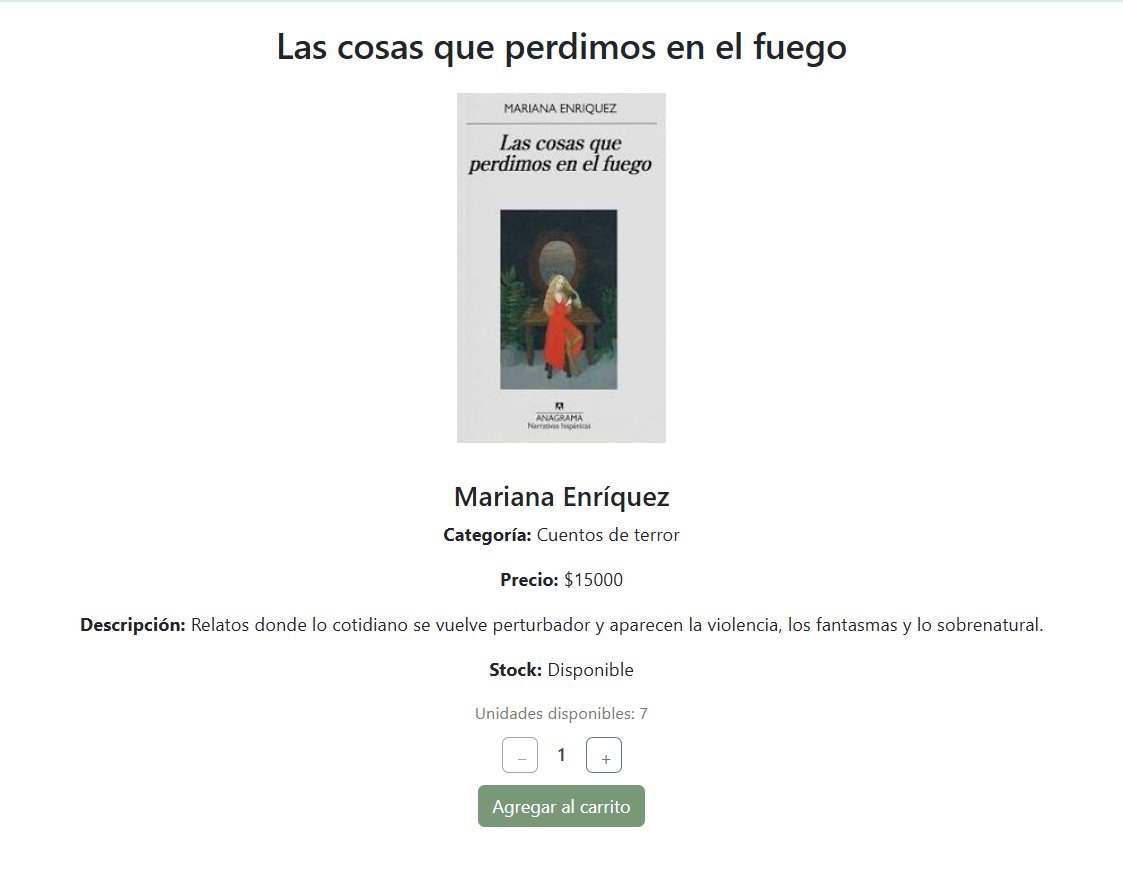 Las cosas que perdimos en el fuego
MARIANA ENRIQUEZ
Las cosas que
perdimos en el fuego
ANAGRAMA
Narrativas hispánicas
Mariana Enríquez
Categoría: Cuentos de terror
Precio: $15000
Descripción: Relatos donde lo cotidiano se vuelve perturbador y aparecen la violencia, los fantasmas y lo sobrenatural.
Stock: Disponible
Unidades disponibles: 7
– 1 +
Agregar al carrito